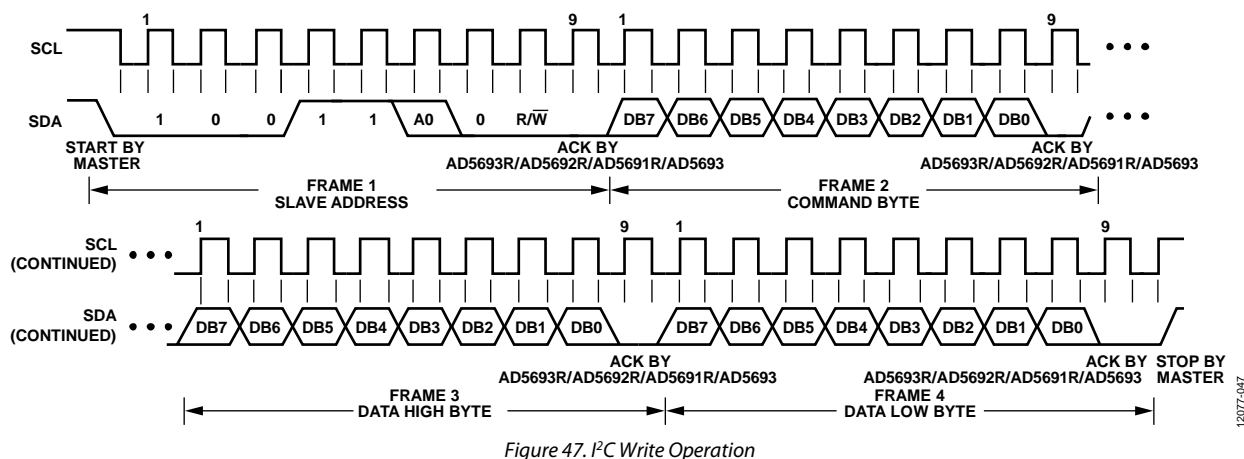 1 9 1 9
SCL
SDA 1 0 0 1 1 A0 0 R/W̅ DB7 DB6 DB5 DB4 DB3 DB2 DB1 DB0
START BY MASTER
ACK BY AD5693R/AD5692R/AD5691R/AD5693
ACK BY AD5693R/AD5692R/AD5691R/AD5693
FRAME 1
SLAVE ADDRESS
FRAME 2
COMMAND BYTE
1 9 1 9
SCL
(CONTINUED)
SDA
(CONTINUED)
DB7 DB6 DB5 DB4 DB3 DB2 DB1 DB0 DB7 DB6 DB5 DB4 DB3 DB2 DB1 DB0
ACK BY
AD5693R/AD5692R/AD5691R/AD5693
ACK BY
AD5693R/AD5692R/AD5691R/AD5693
STOP BY
MASTER
FRAME 3
DATA HIGH BYTE
FRAME 4
DATA LOW BYTE
12077-047
Figure 47. I²C Write Operation